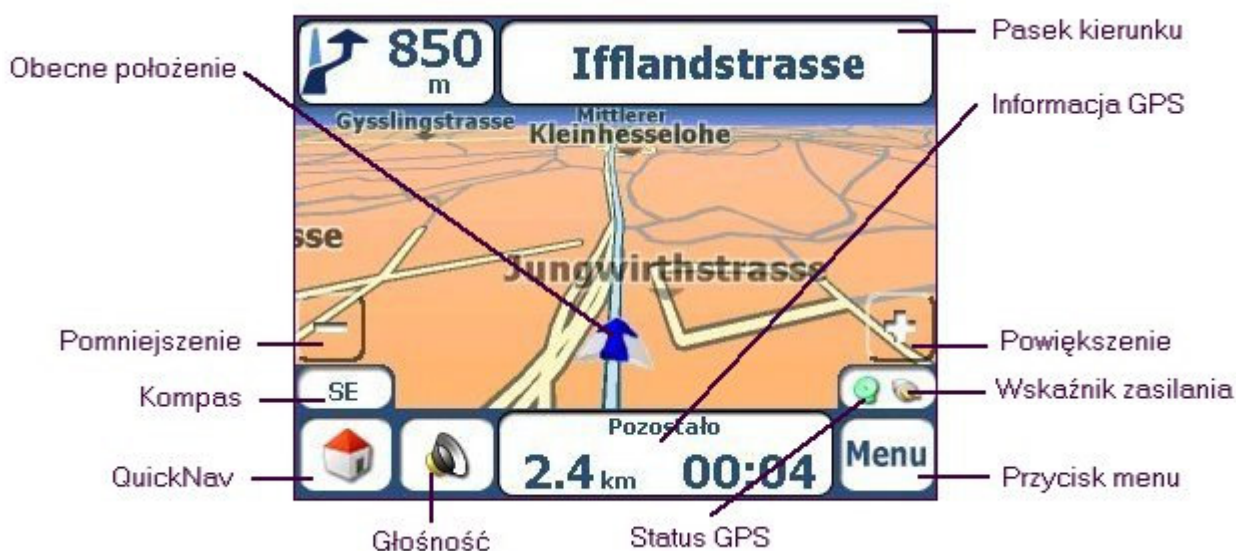 850
m
Ifflandstrasse
Pasek kierunku
Obecne położenie
Informacja GPS
Gysslingstrasse
Mittlerer
Kleinhesselohe
sse
Jungwirthstrasse
Pomniejszenie
Powiększenie
SE
Kompas
Wskaźnik zasilania
Pozostało
2.4 km 00:04
Menu
QuickNav
Przycisk menu
Głośność
Status GPS